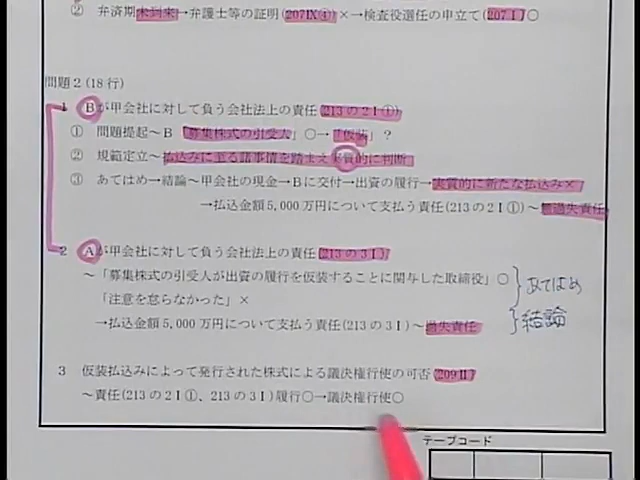 ② 弁済期未到来→弁護士等の証明(207Ⅸ④)×→検査役選任の申立て(207Ⅰ)○
問題2(18行)
1 Bが甲会社に対して負う会社法上の責任(213の2Ⅰ①)
① 問題提起~B「募集株式の引受人」○→「仮装」?
② 規範定立~払込みに至る諸事情を踏まえ実質的に判断
③ あてはめ→結論~甲会社の現金→Bに交付→出資の履行→実質的に新たな払込み×
→払込金額5,000万円について支払う責任(213の2Ⅰ①)~無過失責任
2 Aが甲会社に対して負う会社法上の責任(213の3Ⅰ)
~「募集株式の引受人が出資の履行を仮装することに関与した取締役」○
「注意を怠らなかった」×
あてはめ
→払込金額5,000万円について支払う責任(213の3Ⅰ)~過失責任
結論
3 仮装払込みによって発行された株式による議決権行使の可否(209Ⅱ)
~責任(213の2Ⅰ①、213の3Ⅰ)履行○→議決権行使○
テープコード